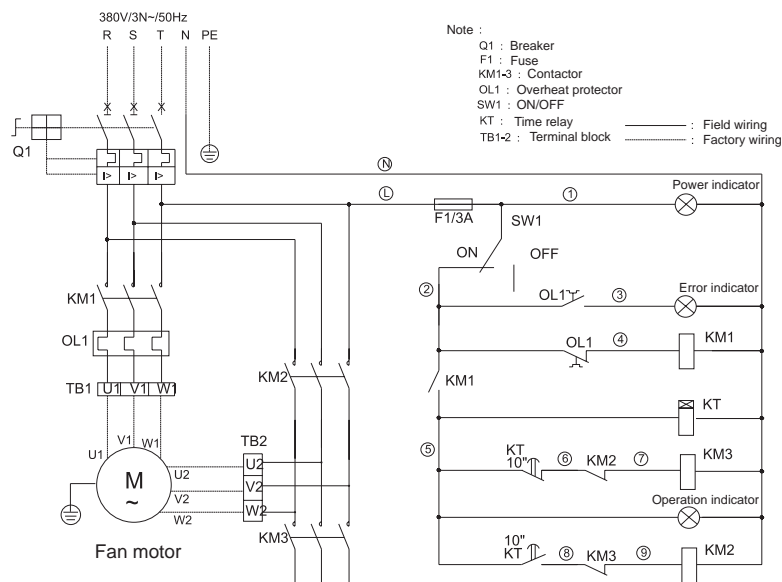 380V/3N~/50Hz
R S T N PE
Note :
Q1 : Breaker
F1 : Fuse
KM1-3 : Contactor
OL1 : Overheat protector
SW1 : ON/OFF
KT : Time relay
TB1-2 : Terminal block
: Field wiring
: Factory wiring
Q1
I> I> I>
N
L
F1/3A
1
Power indicator
SW1
ON OFF
2
OL1
3
Error indicator
KM1
OL1
OL1
4
KM1
KM2
KM1
TB1 U1 V1 W1
KT
U1 V1 W1
TB2
5
KT
10"
6
KM2
7
KM3
M
~
U2
V2
W2
U2
V2
W2
Operation indicator
KM3
10"
KT
8
KM3
9
KM2
Fan motor